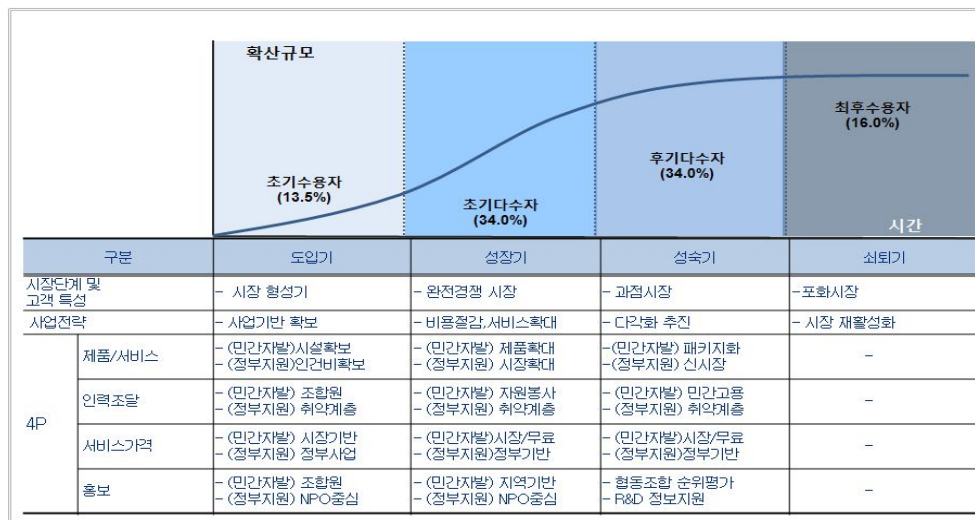 확산규모
최후수용자
(16.0%)
후기다수자
(34.0%)
초기수용자
(13.5%)
초기다수자
(34.0%)
시간
구분 도입기 성장기 성숙기 쇠퇴기
시장단계 및
고객 특성
- 시장 형성기 - 완전경쟁 시장 - 과점시장 -포화시장
사업전략 - 사업기반 확보 - 비용절감,서비스확대 - 다각화 추진 - 시장 재활성화
4P
제품/서비스
- (민간자발)시설확보 - (민간자발) 제품확대 -(민간자발) 패키지화 -
- (정부지원)인건비확보 - (정부지원) 시장확대 -(정부지원) 신시장
인력조달
- (민간자발) 조합원 - (민간자발) 자원봉사 - (민간자발) 민간고용 -
- (정부지원) 취약계층 - (정부지원) 취약계층 - (정부지원) 취약계층
서비스가격
- (민간자발) 시장기반 - (민간자발)시장/무료 - (민간자발)시장/무료 -
- (정부지원) 정부사업 - (정부지원)정부기반 - (정부지원)정부기반
홍보
- (민간자발) 조합원 - (민간자발) 지역기반 - 협동조합 순위평가 -
- (정부지원) NPO중심 - (정부지원) NPO중심 - R&D 정보지원